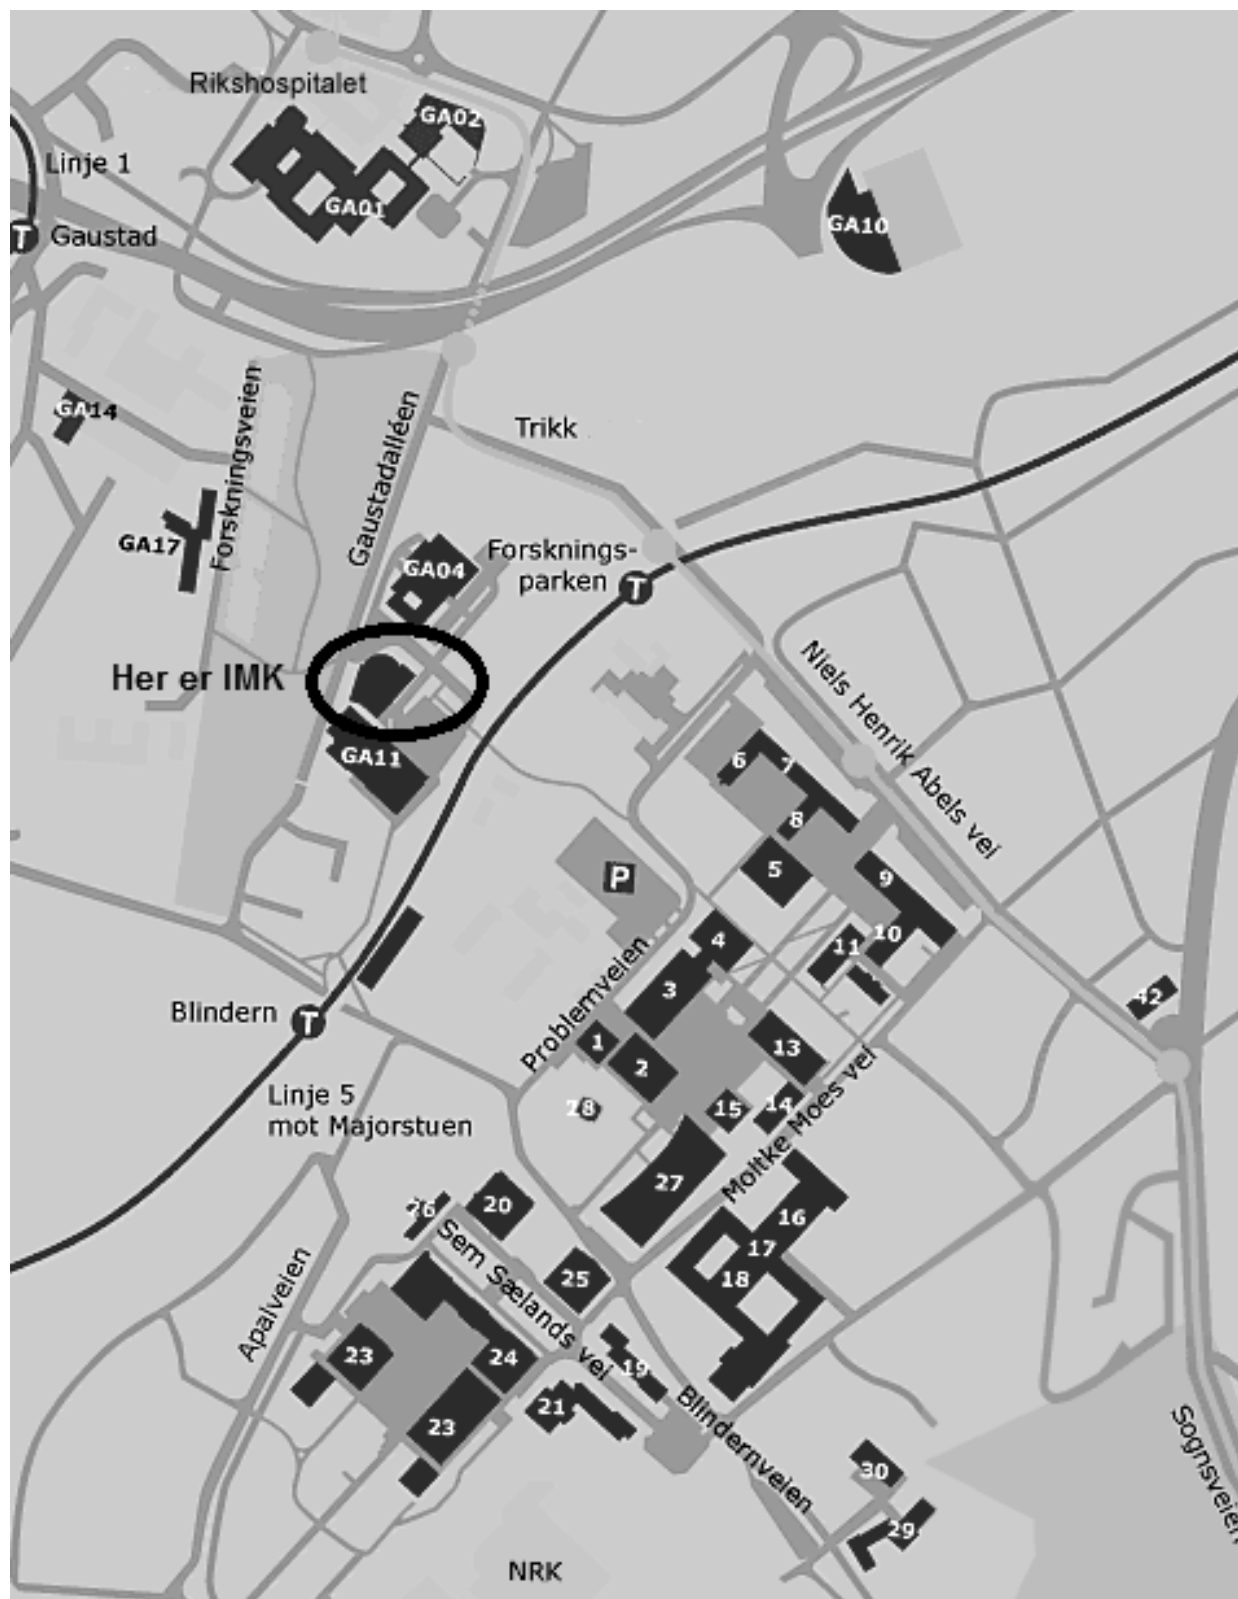 Rikshospitalet
GA02
Linje 1
GA01
T Gaustad
GA10
GA14
Forskningsveien
Gaustadalléen
Trikk
GA17
GA04
Forsknings-
parken T
Her er IMK
GA11
Niels Henrik Abels vei
6
7
8
5
P
9
4
10
11
3
Problemveien
12
Blindern T
1
2
13
Linje 5
mot Majorstuen
28
15
14
Moltke Moes vei
27
26
20
16
17
18
Sem Sælands vei
25
Apalveien
23
24
19
21
23
Blindernveien
Sognsveien
30
29
NRK